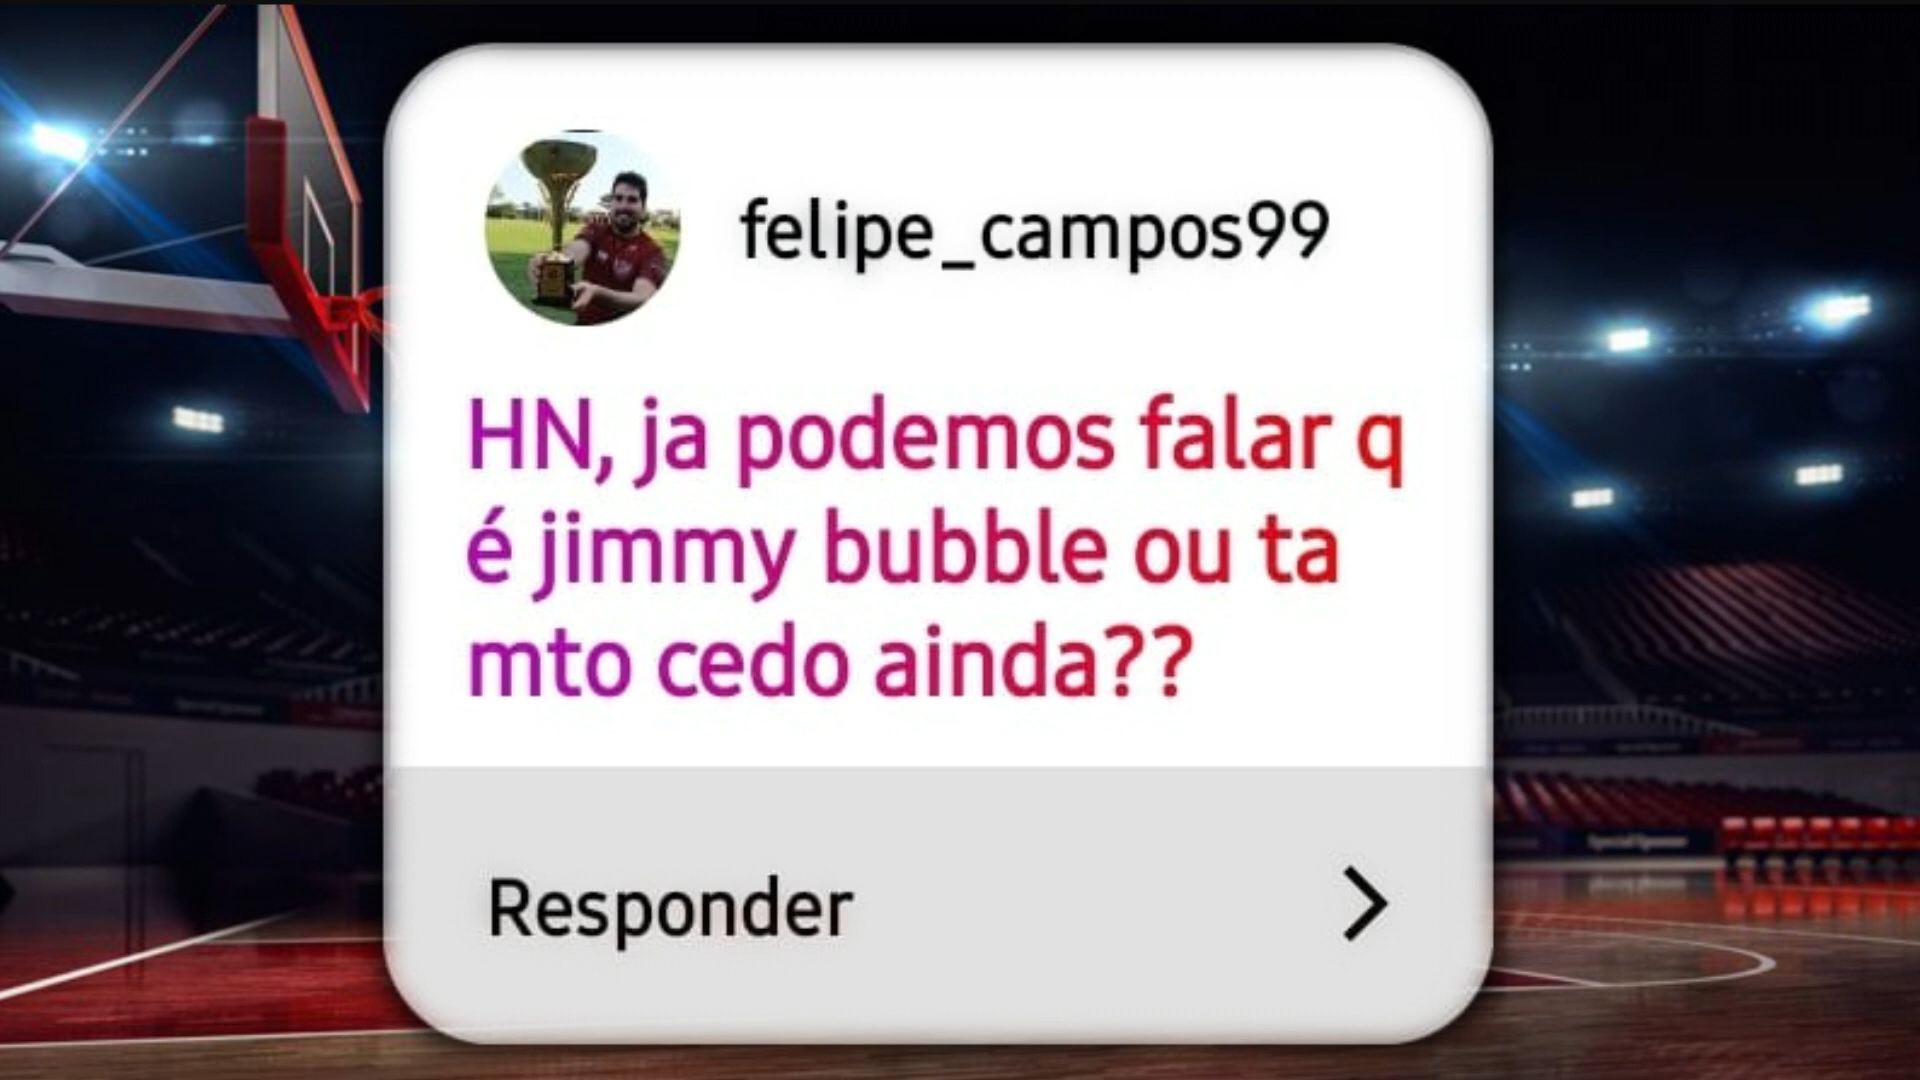 felipe_campos99
HN, ja podemos falar q
é jimmy bubble ou ta
mto cedo ainda??
Responder